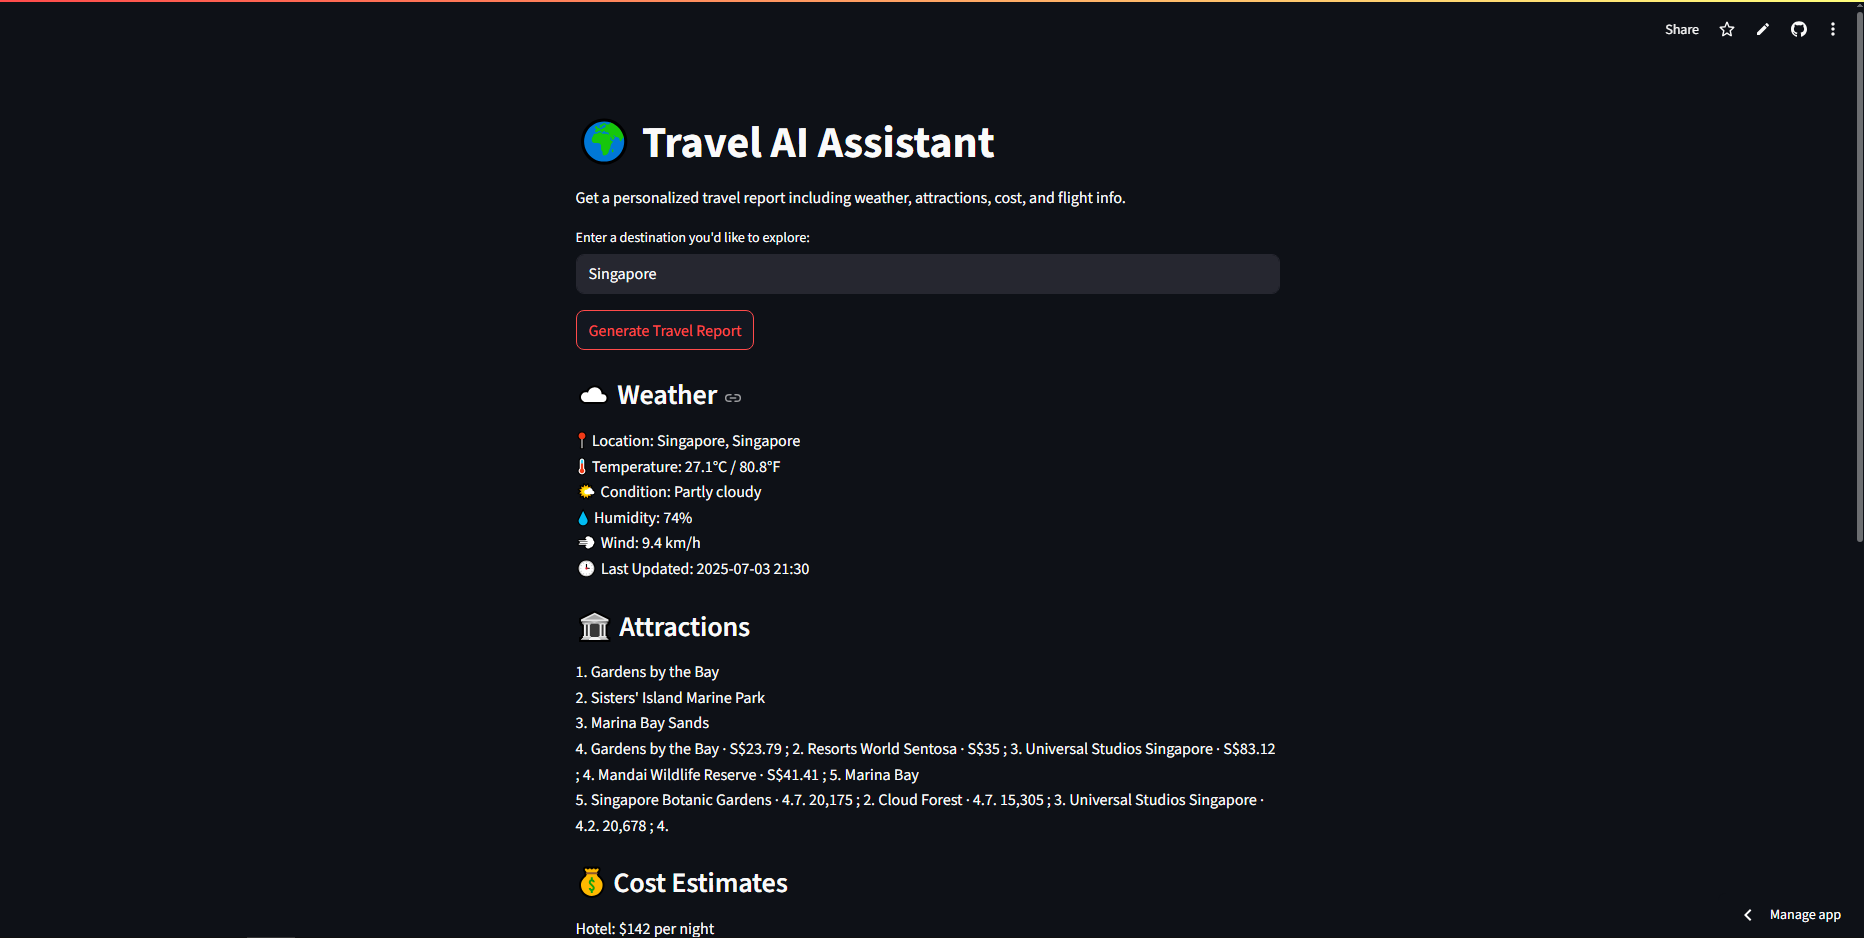 Share
Travel AI Assistant
Get a personalized travel report including weather, attractions, cost, and flight info.
Enter a destination you'd like to explore:
Singapore
Generate Travel Report
Weather
Location: Singapore, Singapore
Temperature: 27.1°C / 80.8°F
Condition: Partly cloudy
Humidity: 74%
Wind: 9.4 km/h
Last Updated: 2025-07-03 21:30
Attractions
1. Gardens by the Bay
2. Sisters' Island Marine Park
3. Marina Bay Sands
4. Gardens by the Bay · S$23.79 ; 2. Resorts World Sentosa · S$35 ; 3. Universal Studios Singapore · S$83.12
; 4. Mandai Wildlife Reserve · S$41.41 ; 5. Marina Bay
5. Singapore Botanic Gardens · 4.7. 20,175 ; 2. Cloud Forest · 4.7. 15,305 ; 3. Universal Studios Singapore ·
4.2. 20,678 ; 4.
Cost Estimates
Hotel: $142 per night
Manage app